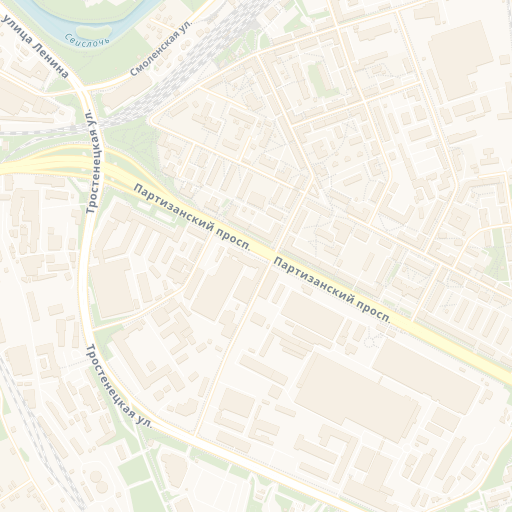 Свислочь
улица Ленина
Смоленская ул.
Тростенецкая ул.
Партизанский просп.
Партизанский просп.
Тростенецкая ул.